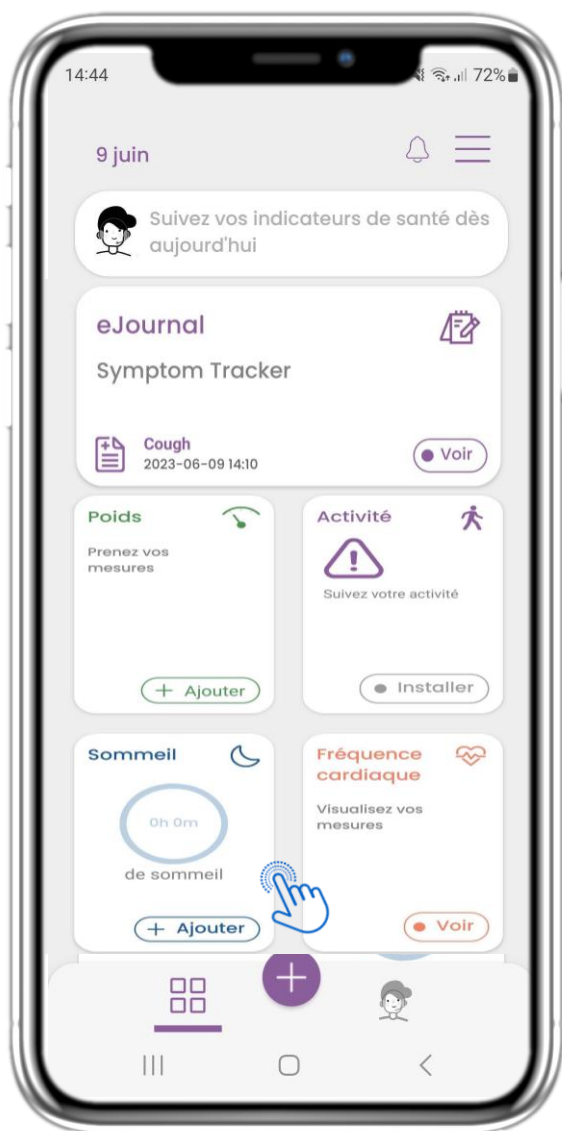 14:44
72%
9 juin
Suivez vos indicateurs de santé dès
aujourd'hui
eJournal
Symptom Tracker
Cough
2023-06-09 14:10
Voir
Poids
Prenez vos
mesures
+ Ajouter
Activité
Suivez votre activité
Installer
Sommeil
0h 0m
de sommeil
+ Ajouter
Fréquence
cardiaque
Visualisez vos
mesures
Voir